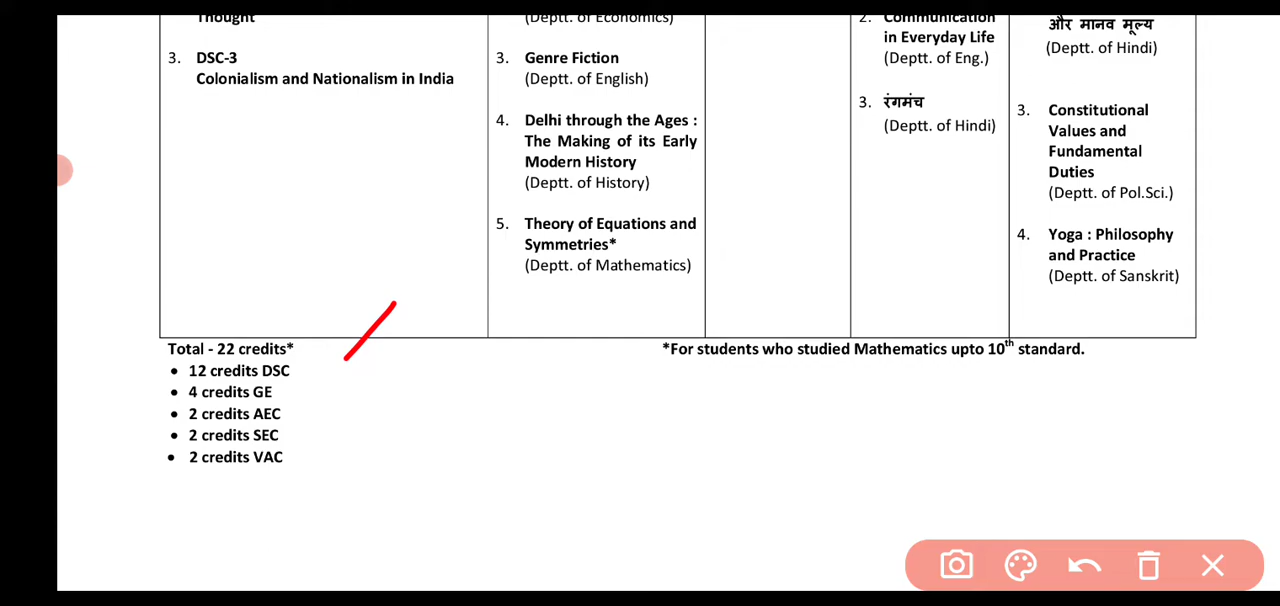 Thought
3. DSC-3
Colonialism and Nationalism in India
(Deptt. of Economics)
3. Genre Fiction
(Deptt. of English)
4. Delhi through the Ages :
The Making of its Early
Modern History
(Deptt. of History)
5. Theory of Equations and
Symmetries*
(Deptt. of Mathematics)
2. Communication
in Everyday Life
(Deptt. of Eng.)
3. रंगमंच
(Deptt. of Hindi)
और मानव मूल्य
(Deptt. of Hindi)
3. Constitutional
Values and
Fundamental
Duties
(Deptt. of Pol.Sci.)
4. Yoga : Philosophy
and Practice
(Deptt. of Sanskrit)
Total - 22 credits*
*For students who studied Mathematics upto 10th standard.
• 12 credits DSC
• 4 credits GE
• 2 credits AEC
• 2 credits SEC
• 2 credits VAC